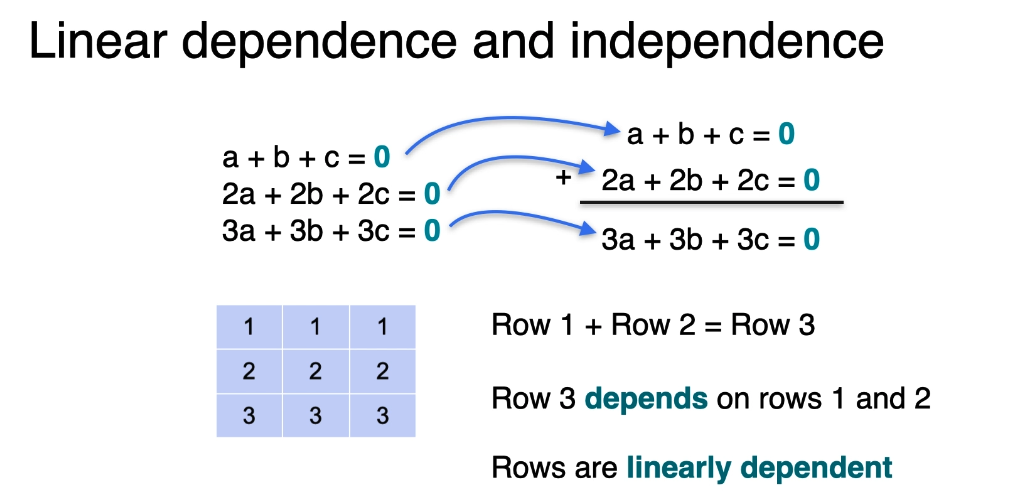 Linear dependence and independence
a + b + c = 0
2a + 2b + 2c = 0
3a + 3b + 3c = 0
a + b + c = 0
+ 2a + 2b + 2c = 0
3a + 3b + 3c = 0
1 1 1
2 2 2
3 3 3
Row 1 + Row 2 = Row 3
Row 3 depends on rows 1 and 2
Rows are linearly dependent